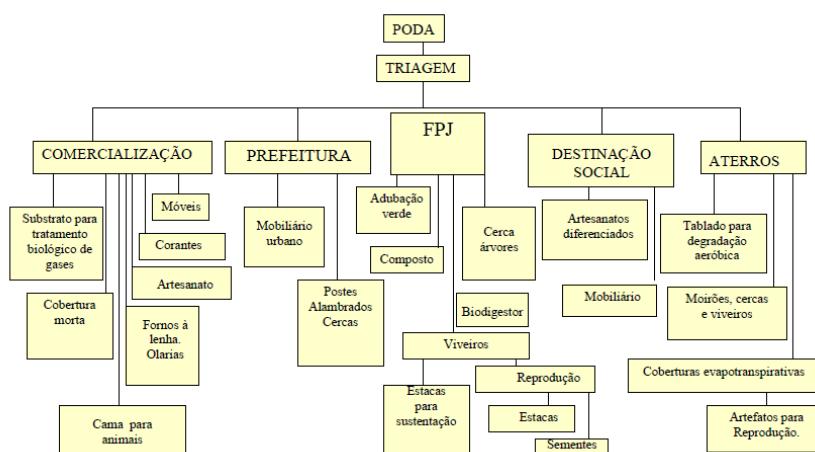 PODA
TRIAGEM
COMERCIALIZAÇÃO
PREFEITURA
FPJ
DESTINAÇÃO
SOCIAL
ATERROS
Substrato para
tratamento
biológico de
gases
Cobertura
morta
Móveis
Corantes
Artesanato
Fornos à
lenha.
Olarias
Cama para
animais
Mobiliário
urbano
Postes
Alambrados
Cercas
Adubação
verde
Composto
Cerca
árvores
Biodigestor
Viveiros
Estacas
para
sustentação
Reprodução
Estacas
Sementes
Artesanatos
diferenciados
Mobiliário
Tablado para
degradação
aeróbica
Moirões, cercas
e viveiros
Coberturas evapotranspirativas
Artefatos para
Reprodução.